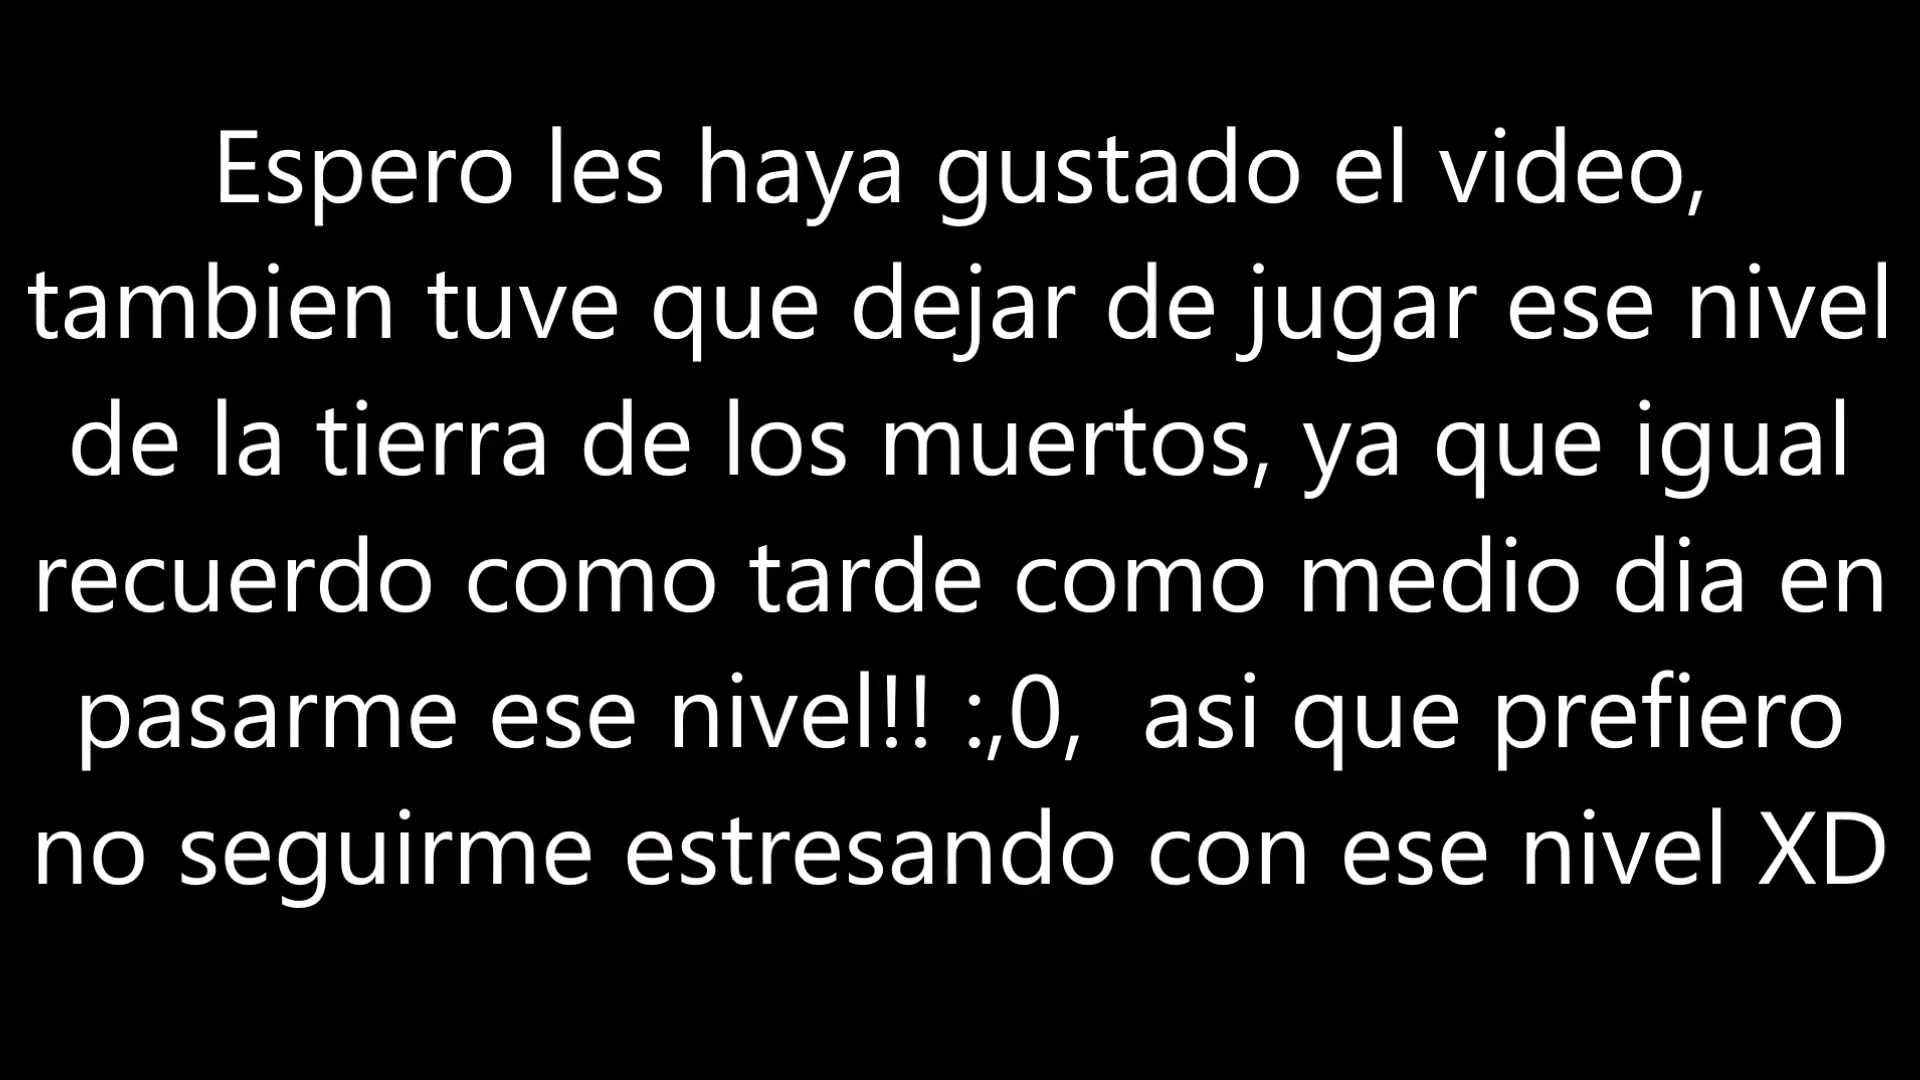 Espero les haya gustado el video,
tambien tuve que dejar de jugar ese nivel
de la tierra de los muertos, ya que igual
recuerdo como tarde como medio dia en
pasarme ese nivel!! :,0,  asi que prefiero
no seguirme estresando con ese nivel XD